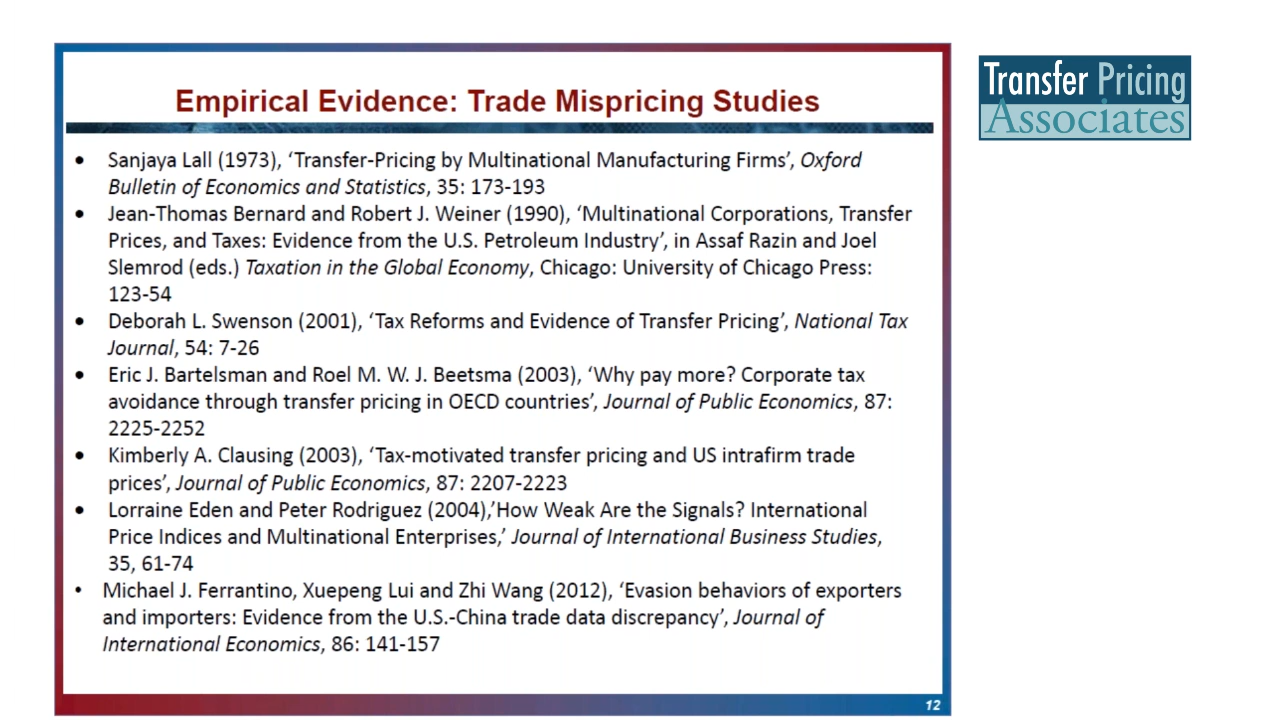 Empirical Evidence: Trade Mispricing Studies
Transfer Pricing
Associates
• Sanjaya Lall (1973), ‘Transfer-Pricing by Multinational Manufacturing Firms’, Oxford
Bulletin of Economics and Statistics, 35: 173-193
• Jean-Thomas Bernard and Robert J. Weiner (1990), ‘Multinational Corporations, Transfer
Prices, and Taxes: Evidence from the U.S. Petroleum Industry’, in Assaf Razin and Joel
Slemrod (eds.) Taxation in the Global Economy, Chicago: University of Chicago Press:
123-54
• Deborah L. Swenson (2001), ‘Tax Reforms and Evidence of Transfer Pricing’, National Tax
Journal, 54: 7-26
• Eric J. Bartelsman and Roel M. W. J. Beetsma (2003), ‘Why pay more? Corporate tax
avoidance through transfer pricing in OECD countries’, Journal of Public Economics, 87:
2225-2252
• Kimberly A. Clausing (2003), ‘Tax-motivated transfer pricing and US intrafirm trade
prices’, Journal of Public Economics, 87: 2207-2223
• Lorraine Eden and Peter Rodriguez (2004),’How Weak Are the Signals? International
Price Indices and Multinational Enterprises,’ Journal of International Business Studies,
35, 61-74
• Michael J. Ferrantino, Xuepeng Lui and Zhi Wang (2012), ‘Evasion behaviors of exporters
and importers: Evidence from the U.S.-China trade data discrepancy’, Journal of
International Economics, 86: 141-157
12